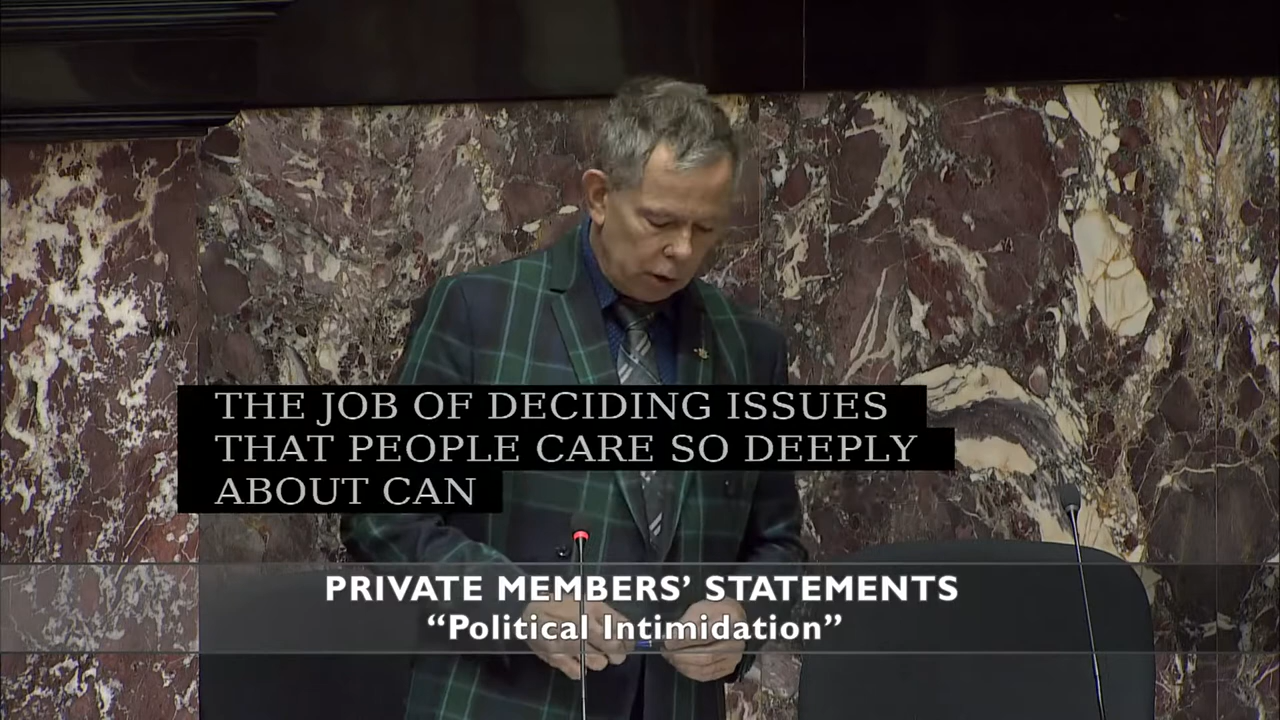 THE JOB OF DECIDING ISSUES
THAT PEOPLE CARE SO DEEPLY
ABOUT CAN
PRIVATE MEMBERS’ STATEMENTS
“Political Intimidation”